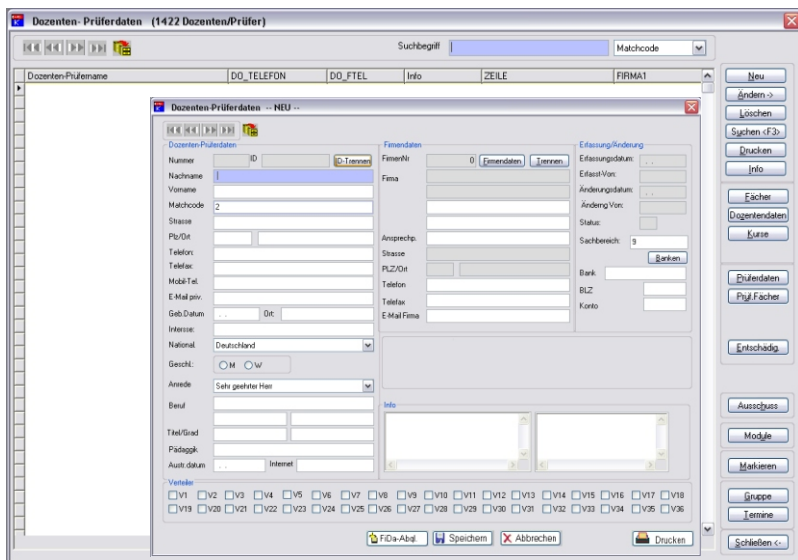 Dozenten- Prüferdaten (1422 Dozenten/Prüfer)
Suchbegriff Matchcode
Dozenten-Prüfername DO_TELEFON DO_FTEL Info ZEILE FIRMA1
Neu
Ändern ->
Löschen
Suchen <F3>
Drucken
Info
Fächer
Dozentendaten
Kurse
Prüferdaten
Prüf.Fächer
Entschädig.
Ausschuss
Module
Markieren
Gruppe
Termine
Schließen <-
Dozenten-Prüferdaten -- NEU --
Dozenten-Prüferdaten
Nummer ID ID-Trennen
Nachname
Vorname
Matchcode 2
Strasse
Plz/Ort
Telefon:
Telefax:
Mobil-Tel.
E-Mail priv.
Geb.Datum . . Ort:
Intersse:
National. Deutschland
Geschl.: M W
Anrede Sehr geehrter Herr
Beruf
Titel/Grad
Pädaggik
Austr.datum . . Internet
Firmendaten
FirmenNr 0 Firmendaten Trennen
Firma
Ansprechp.
Strasse
PLZ/Ort
Telefon
Telefax
E-Mail Firma
Erfassung/Änderung
Erfassungsdatum: . .
Erfasst-Von:
Änderungsdatum: . .
Änderng Von:
Status:
Sachbereich: 9
Banken
Bank
BLZ
Konto
Info
Verteiler
V1 V2 V3 V4 V5 V6 V7 V8 V9 V10 V11 V12 V13 V14 V15 V16 V17 V18
V19 V20 V21 V22 V23 V24 V25 V26 V27 V28 V29 V30 V31 V32 V33 V34 V35 V36
FiDa-Abgl. Speichern Abbrechen Drucken